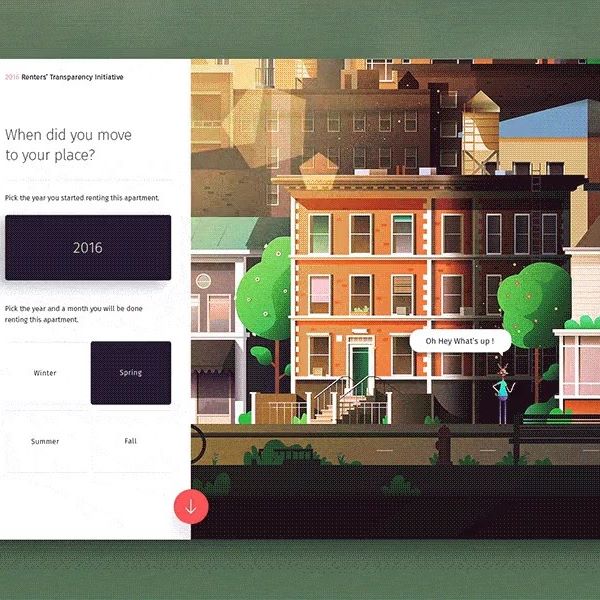 2016 Renters' Transparency Initiative
When did you move
to your place?
Pick the year you started renting this apartment.
2016
Pick the year and a month you will be done
renting this apartment.
Winter
Spring
Summer
Fall
Oh Hey What's up !